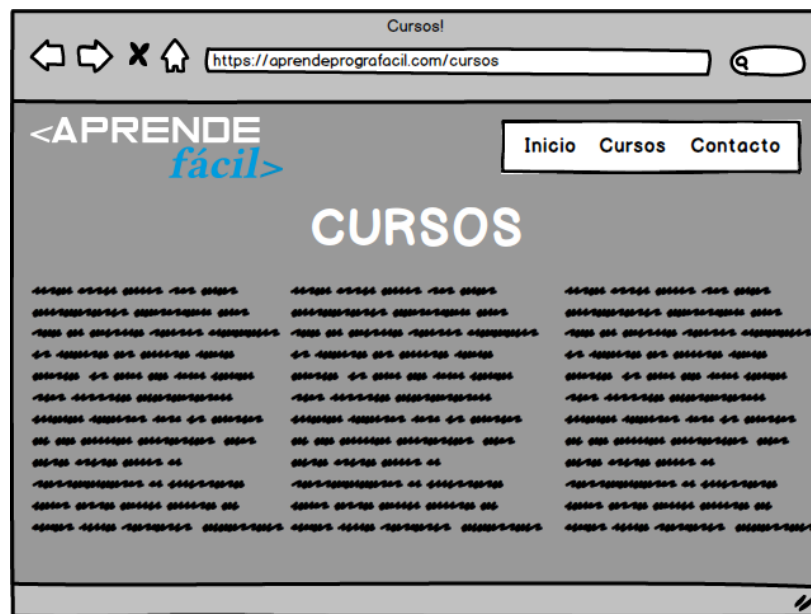 Cursos!
https://aprendeprografacil.com/cursos
<APRENDE
fácil>
Inicio Cursos Contacto
CURSOS